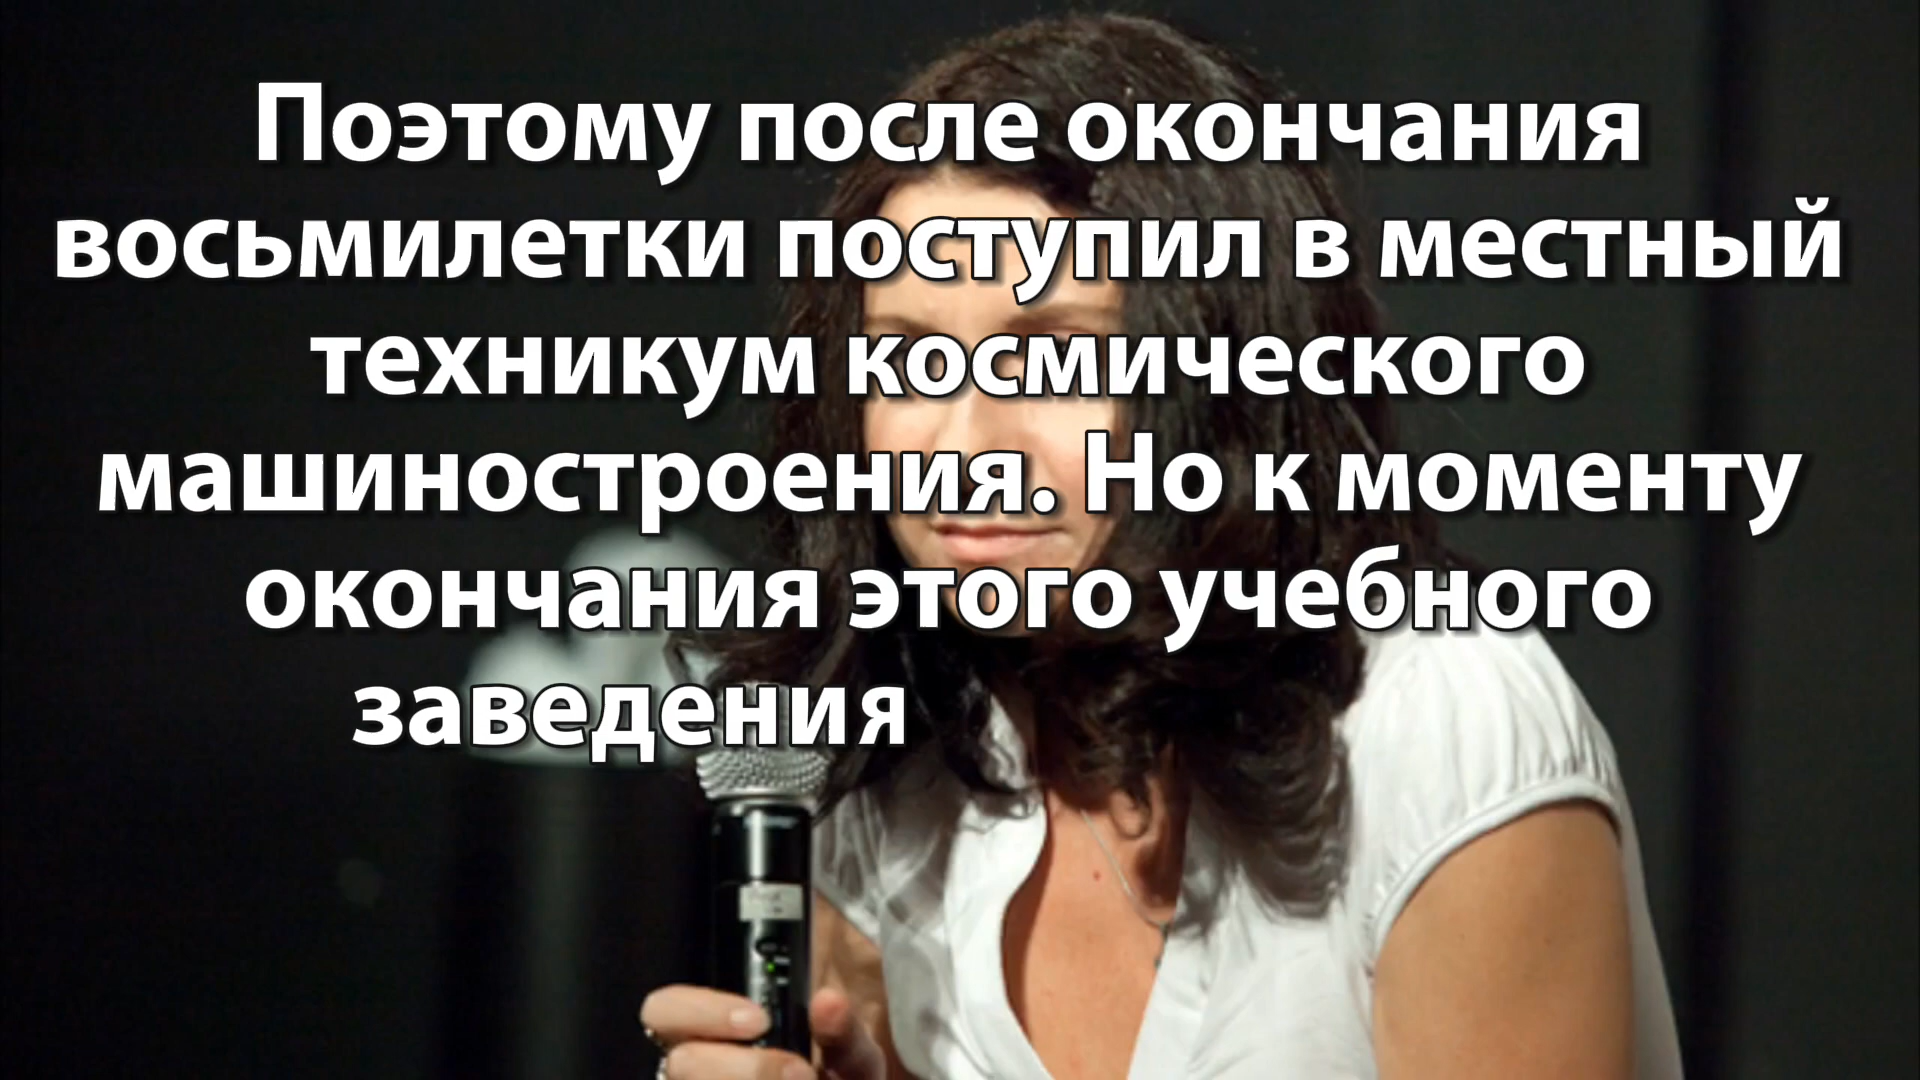 Поэтому после окончания
восьмилетки поступил в местный
техникум космического
машиностроения. Но к моменту
окончания этого учебного
заведения